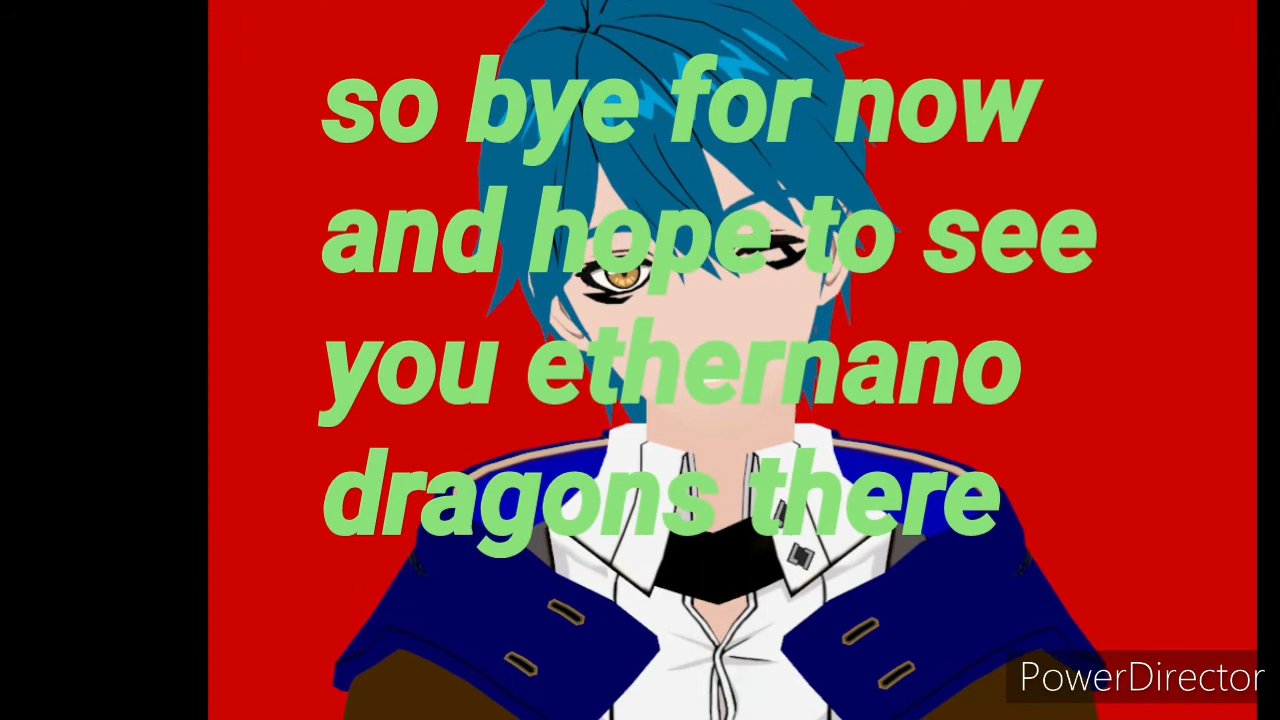 so bye for now
and hope to see
you ethernano
dragons there
PowerDirector